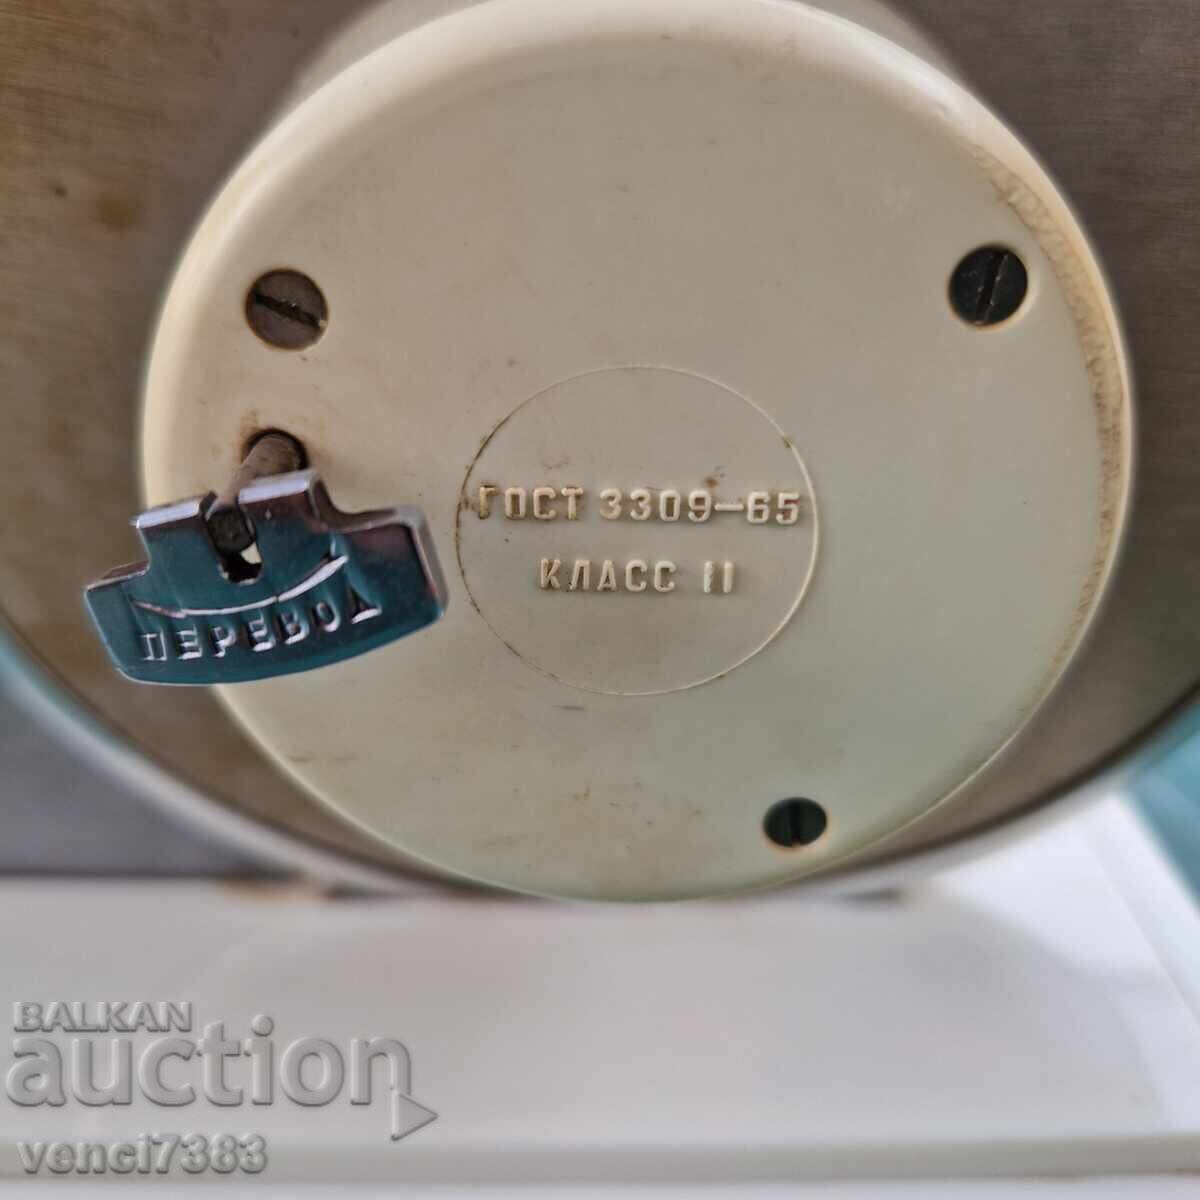 ГОСТ 3309-65
КЛАСС II
ПЕРЕВОД
BALKAN
auction
venci7383